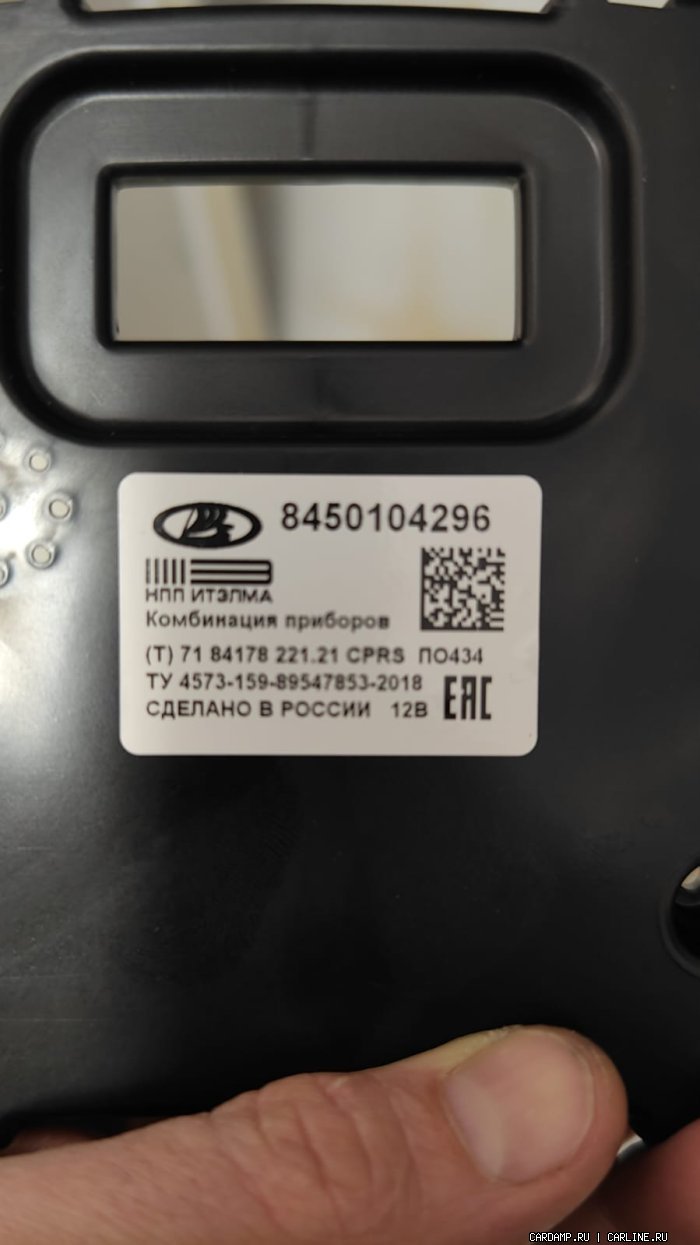 8450104296
НПП ИТЭЛМА
Комбинация приборов
(Т) 71 84178 221.21 CPRS ПО434
ТУ 4573-159-89547853-2018
СДЕЛАНО В РОССИИ 12В EAC
CARDAMP.RU | CARLINE.RU